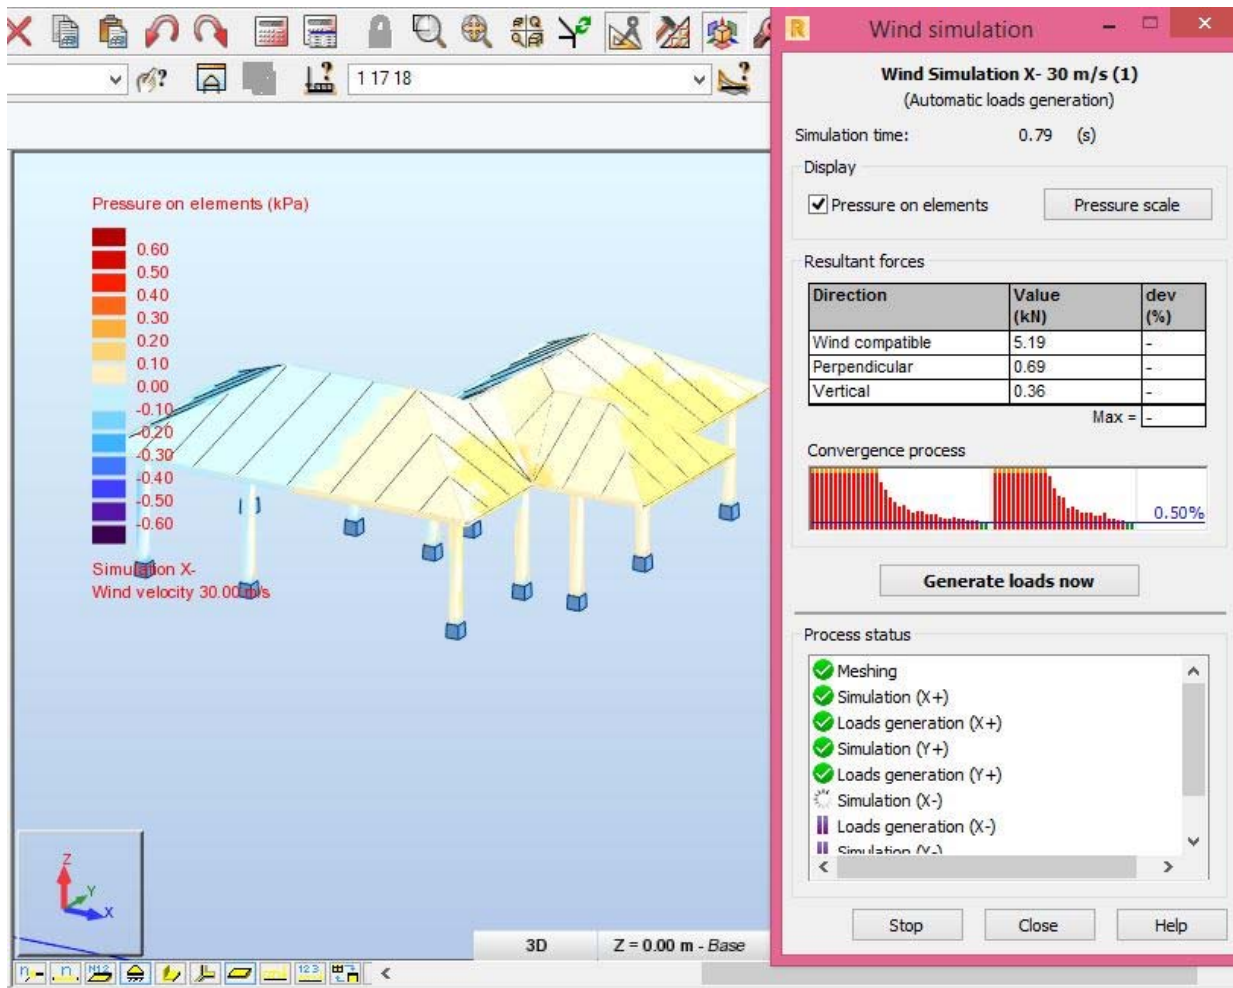 1 17 18
Pressure on elements (kPa)
0.60
0.50
0.40
0.30
0.20
0.10
0.00
-0.10
-0.20
-0.30
-0.40
-0.50
-0.60
Simulation X-
Wind velocity 30.00 m/s
Z
Y
X
3D Z = 0.00 m - Base
Wind simulation
Wind Simulation X- 30 m/s (1)
(Automatic loads generation)
Simulation time: 0.79 (s)
Display
Pressure on elements Pressure scale
Resultant forces
Direction Value (kN) dev (%)
Wind compatible 5.19 -
Perpendicular 0.69 -
Vertical 0.36 -
Max = -
Convergence process
0.50%
Generate loads now
Process status
Meshing
Simulation (X+)
Loads generation (X+)
Simulation (Y+)
Loads generation (Y+)
Simulation (X-)
Loads generation (X-)
Simulation (Y-)
Stop Close Help